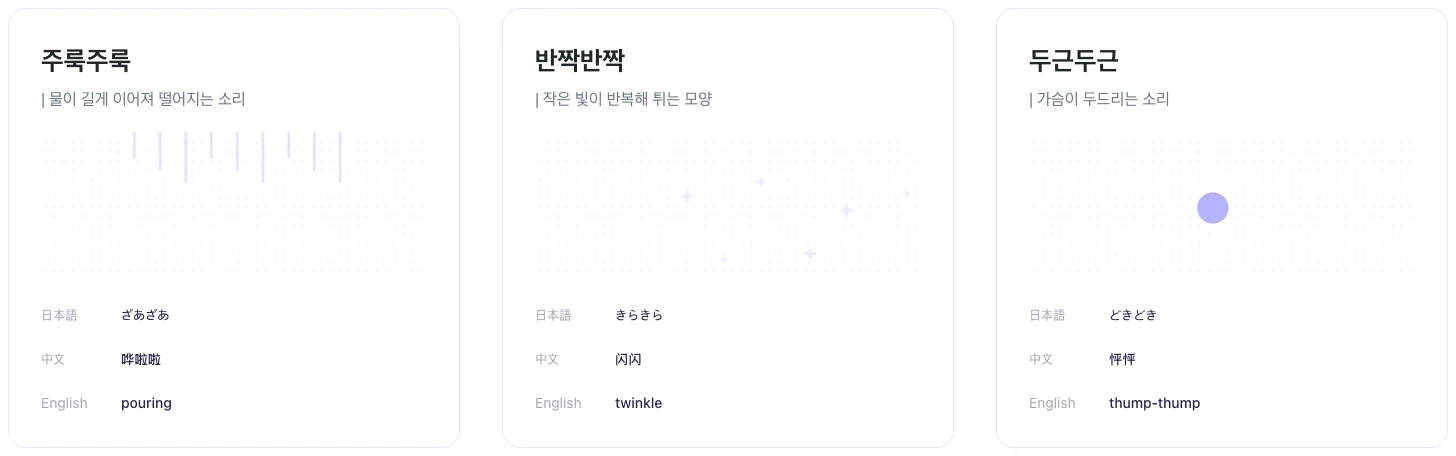 주룩주룩
| 물이 길게 이어져 떨어지는 소리
日本語 ざあざあ
中文 哗啦啦
English pouring
반짝반짝
| 작은 빛이 반복해 튀는 모양
日本語 きらきら
中文 闪闪
English twinkle
두근두근
| 가슴이 두드리는 소리
日本語 どきどき
中文 怦怦
English thump-thump